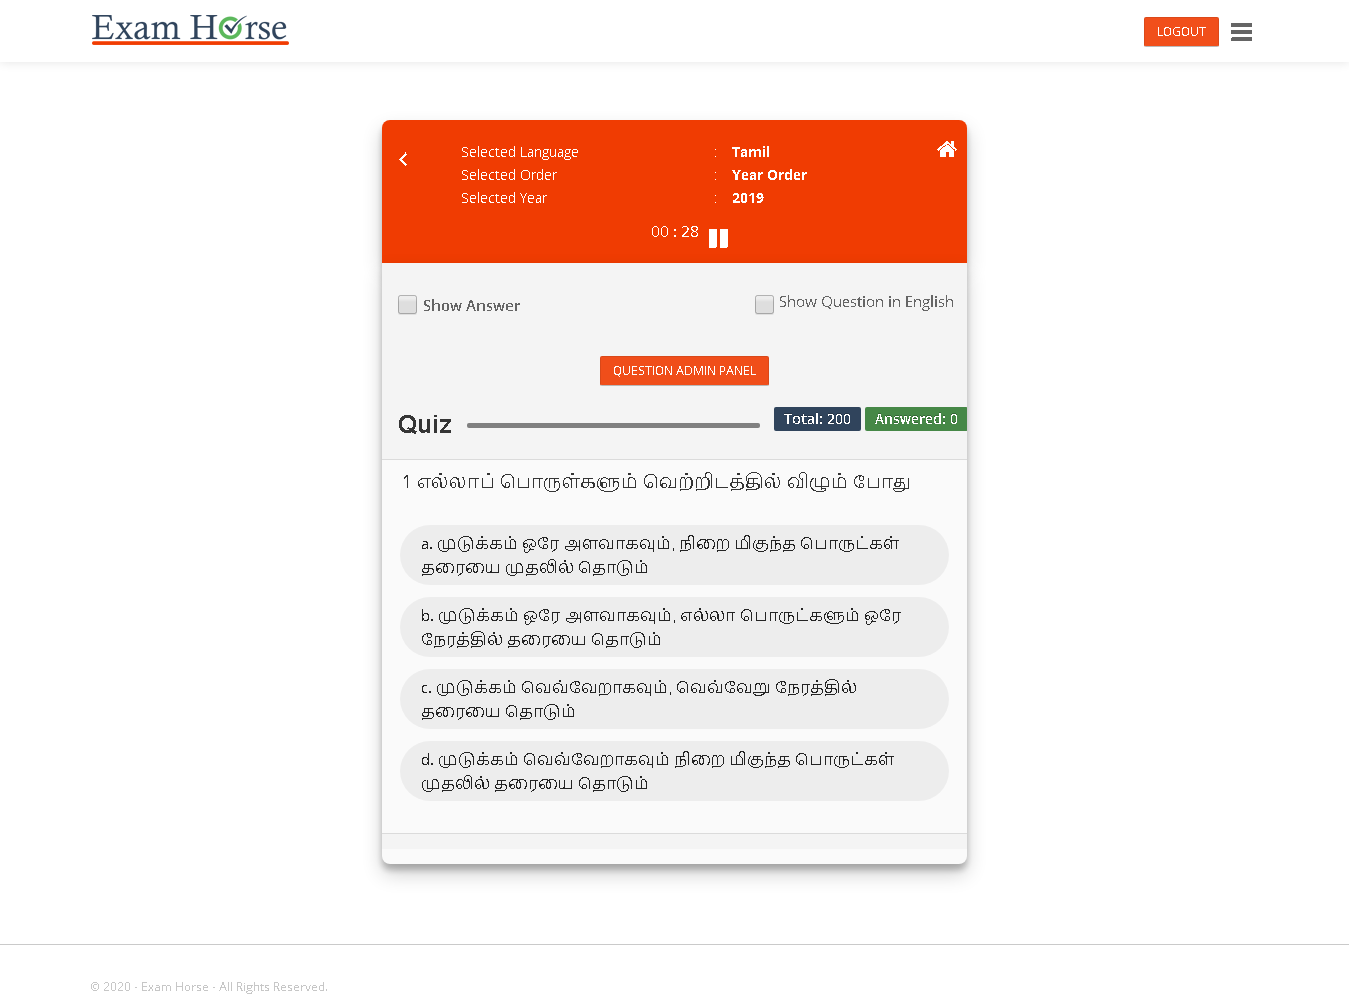 Exam Horse
LOGOUT
Selected Language : Tamil
Selected Order : Year Order
Selected Year : 2019
00 : 28
Show Answer
Show Question in English
QUESTION ADMIN PANEL
Quiz
Total: 200
Answered: 0
1 எல்லாப் பொருள்களும் வெற்றிடத்தில் விழும் போது
a. முடுக்கம் ஒரே அளவாகவும், நிறை மிகுந்த பொருட்கள்
தரையை முதலில் தொடும்
b. முடுக்கம் ஒரே அளவாகவும், எல்லா பொருட்களும் ஒரே
நேரத்தில் தரையை தொடும்
c. முடுக்கம் வெவ்வேறாகவும், வெவ்வேறு நேரத்தில்
தரையை தொடும்
d. முடுக்கம் வெவ்வேறாகவும் நிறை மிகுந்த பொருட்கள்
முதலில் தரையை தொடும்
© 2020 - Exam Horse - All Rights Reserved.